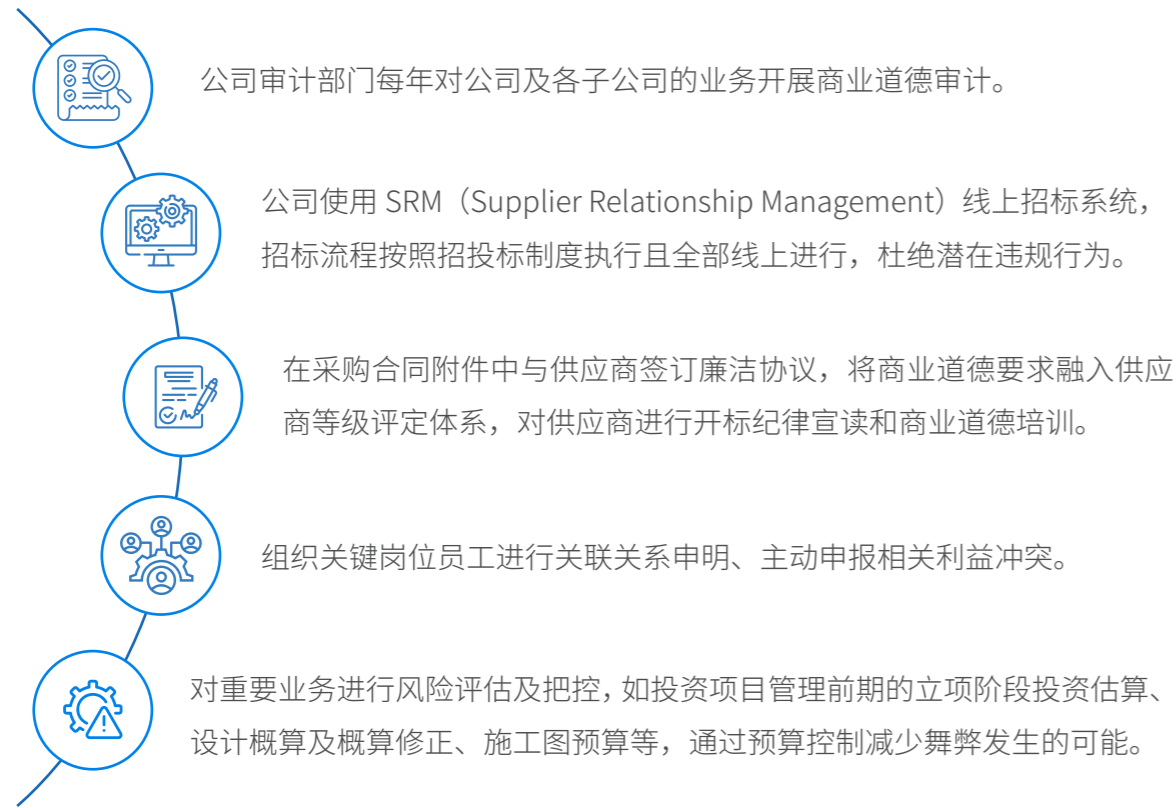 公司审计部门每年对公司及各子公司的业务开展商业道德审计。
公司使用 SRM（Supplier Relationship Management）线上招标系统，
招标流程按照招投标制度执行且全部线上进行，杜绝潜在违规行为。
在采购合同附件中与供应商签订廉洁协议，将商业道德要求融入供应
商等级评定体系，对供应商进行开标纪律宣读和商业道德培训。
组织关键岗位员工进行关联关系申明、主动申报相关利益冲突。
对重要业务进行风险评估及把控，如投资项目管理前期的立项阶段投资估算、
设计概算及概算修正、施工图预算等，通过预算控制减少舞弊发生的可能。